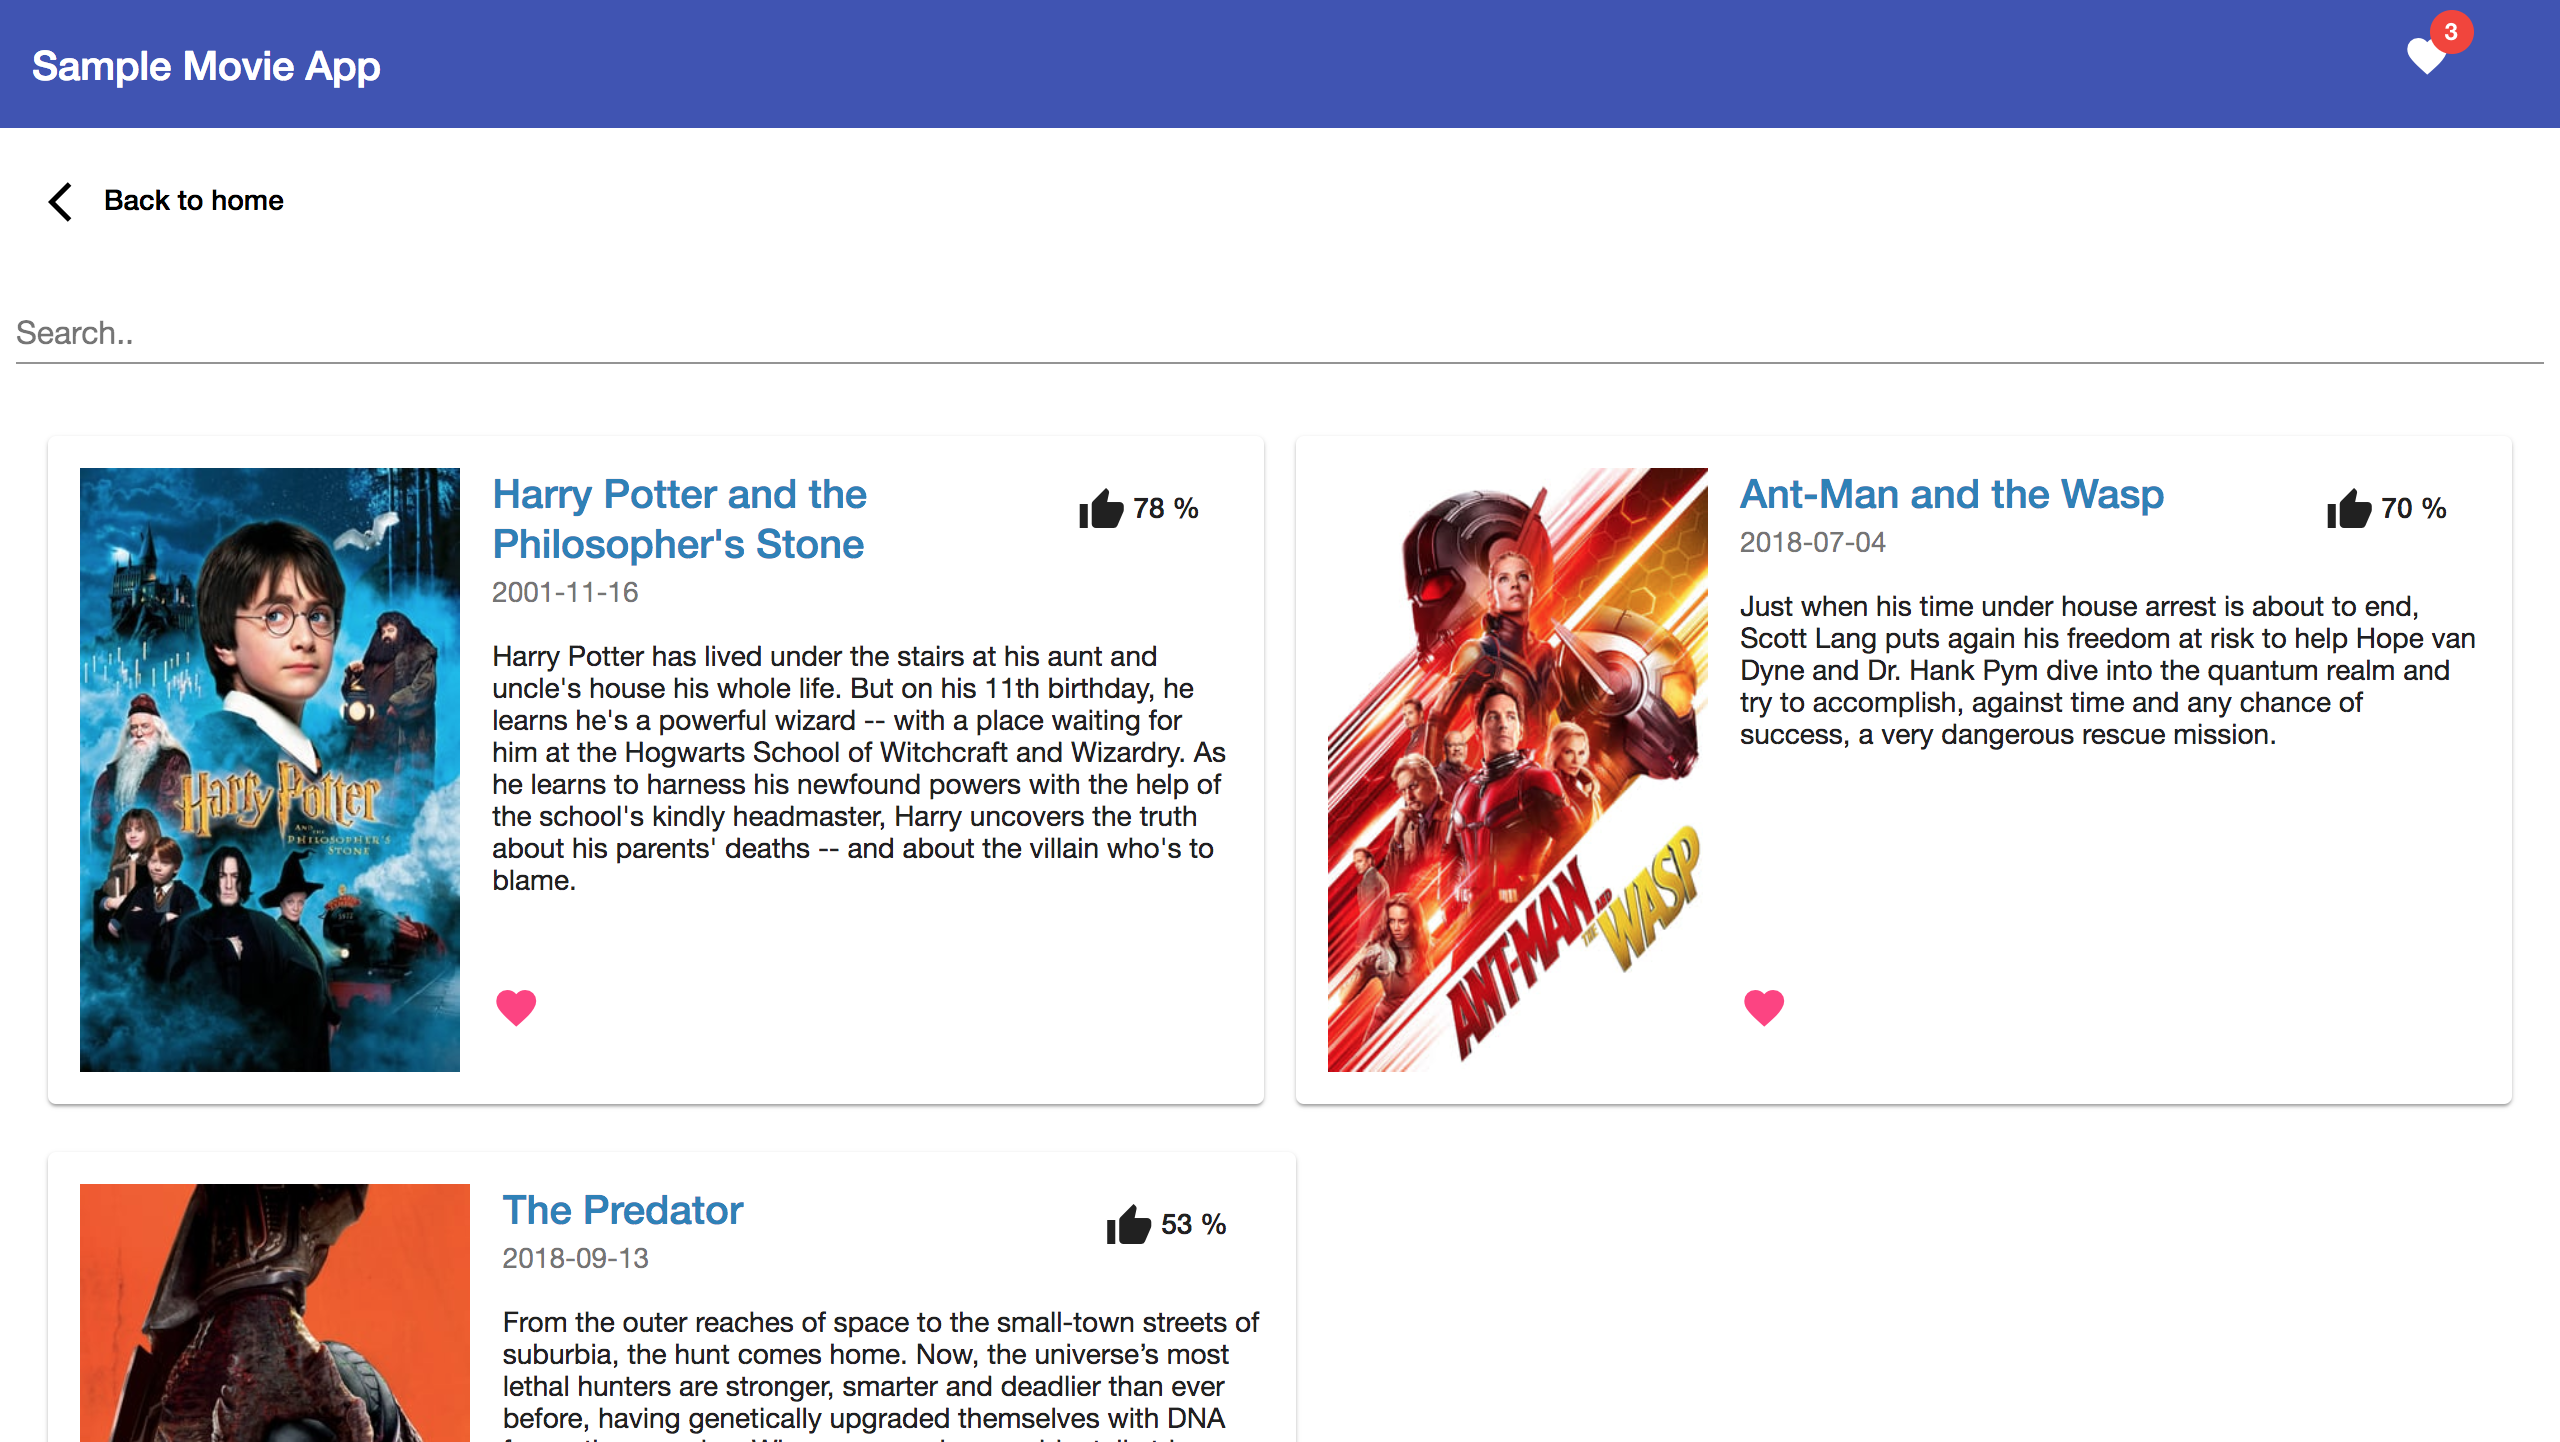 Sample Movie App
3
Back to home
Search..
Harry Potter and the
Philosopher's Stone
78 %
2001-11-16
Harry Potter has lived under the stairs at his aunt and
uncle's house his whole life. But on his 11th birthday, he
learns he's a powerful wizard -- with a place waiting for
him at the Hogwarts School of Witchcraft and Wizardry. As
he learns to harness his newfound powers with the help of
the school's kindly headmaster, Harry uncovers the truth
about his parents' deaths -- and about the villain who's to
blame.
Harry Potter
AND THE
PHILOSOPHER'S
STONE
Ant-Man and the Wasp
70 %
2018-07-04
Just when his time under house arrest is about to end,
Scott Lang puts again his freedom at risk to help Hope van
Dyne and Dr. Hank Pym dive into the quantum realm and
try to accomplish, against time and any chance of
success, a very dangerous rescue mission.
ANT-MAN
AND THE
WASP
The Predator
53 %
2018-09-13
From the outer reaches of space to the small-town streets of
suburbia, the hunt comes home. Now, the universe’s most
lethal hunters are stronger, smarter and deadlier than ever
before, having genetically upgraded themselves with DNA